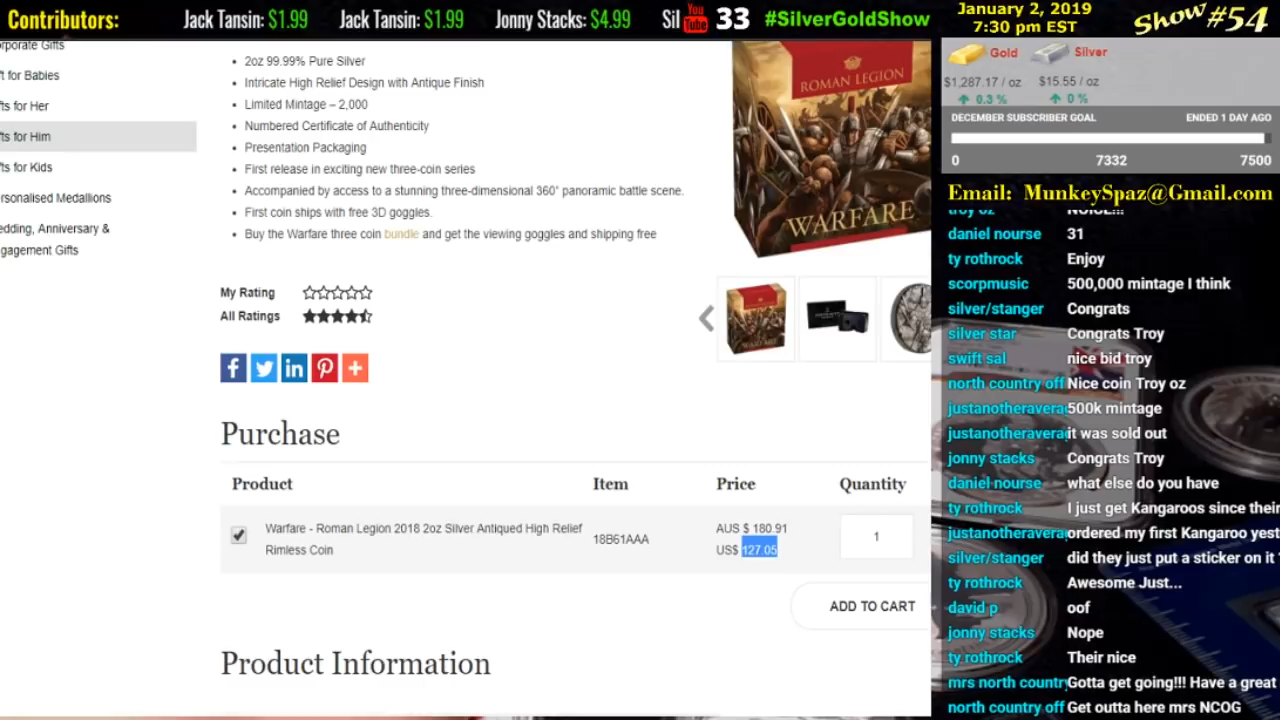 Contributors:
Jack Tansin: $1.99 Jack Tansin: $1.99 Jonny Stacks: $4.99 Sil
You Tube 33 #SilverGoldShow
January 2, 2019
7:30 pm EST
Show #54
orporate Gifts
ft for Babies
fts for Her
fts for Him
fts for Kids
ersonalised Medallions
edding, Anniversary &
ngagement Gifts
2oz 99.99% Pure Silver
Intricate High Relief Design with Antique Finish
Limited Mintage – 2,000
Numbered Certificate of Authenticity
Presentation Packaging
First release in exciting new three-coin series
Accompanied by access to a stunning three-dimensional 360° panoramic battle scene.
First coin ships with free 3D goggles.
Buy the Warfare three coin bundle and get the viewing goggles and shipping free
ROMAN LEGION
WARFARE
My Rating
All Ratings
Purchase
Product Item Price Quantity
Warfare - Roman Legion 2018 2oz Silver Antiqued High Relief
Rimless Coin
18B61AAA
AUS $ 180.91
US$ 127.05
1
ADD TO CART
Product Information
Gold Silver
$1,287.17 / oz $15.55 / oz
0.3 % 0 %
DECEMBER SUBSCRIBER GOAL ENDED 1 DAY AGO
0 7332 7500
Email: MunkeySpaz@Gmail.com
troy oz NOICE!!!
daniel nourse 31
ty rothrock Enjoy
scorpmusic 500,000 mintage I think
silver/stanger Congrats
silver star Congrats Troy
swift sal nice bid troy
north country off Nice coin Troy oz
justanotheravera 500k mintage
justanotheravera it was sold out
jonny stacks Congrats Troy
daniel nourse what else do you have
ty rothrock I just get Kangaroos since their
justanotheravera ordered my first Kangaroo yest
silver/stanger did they just put a sticker on it
ty rothrock Awesome Just...
david p oof
jonny stacks Nope
ty rothrock Their nice
mrs north country Gotta get going!!! Have a great
north country off Get outta here mrs NCOG